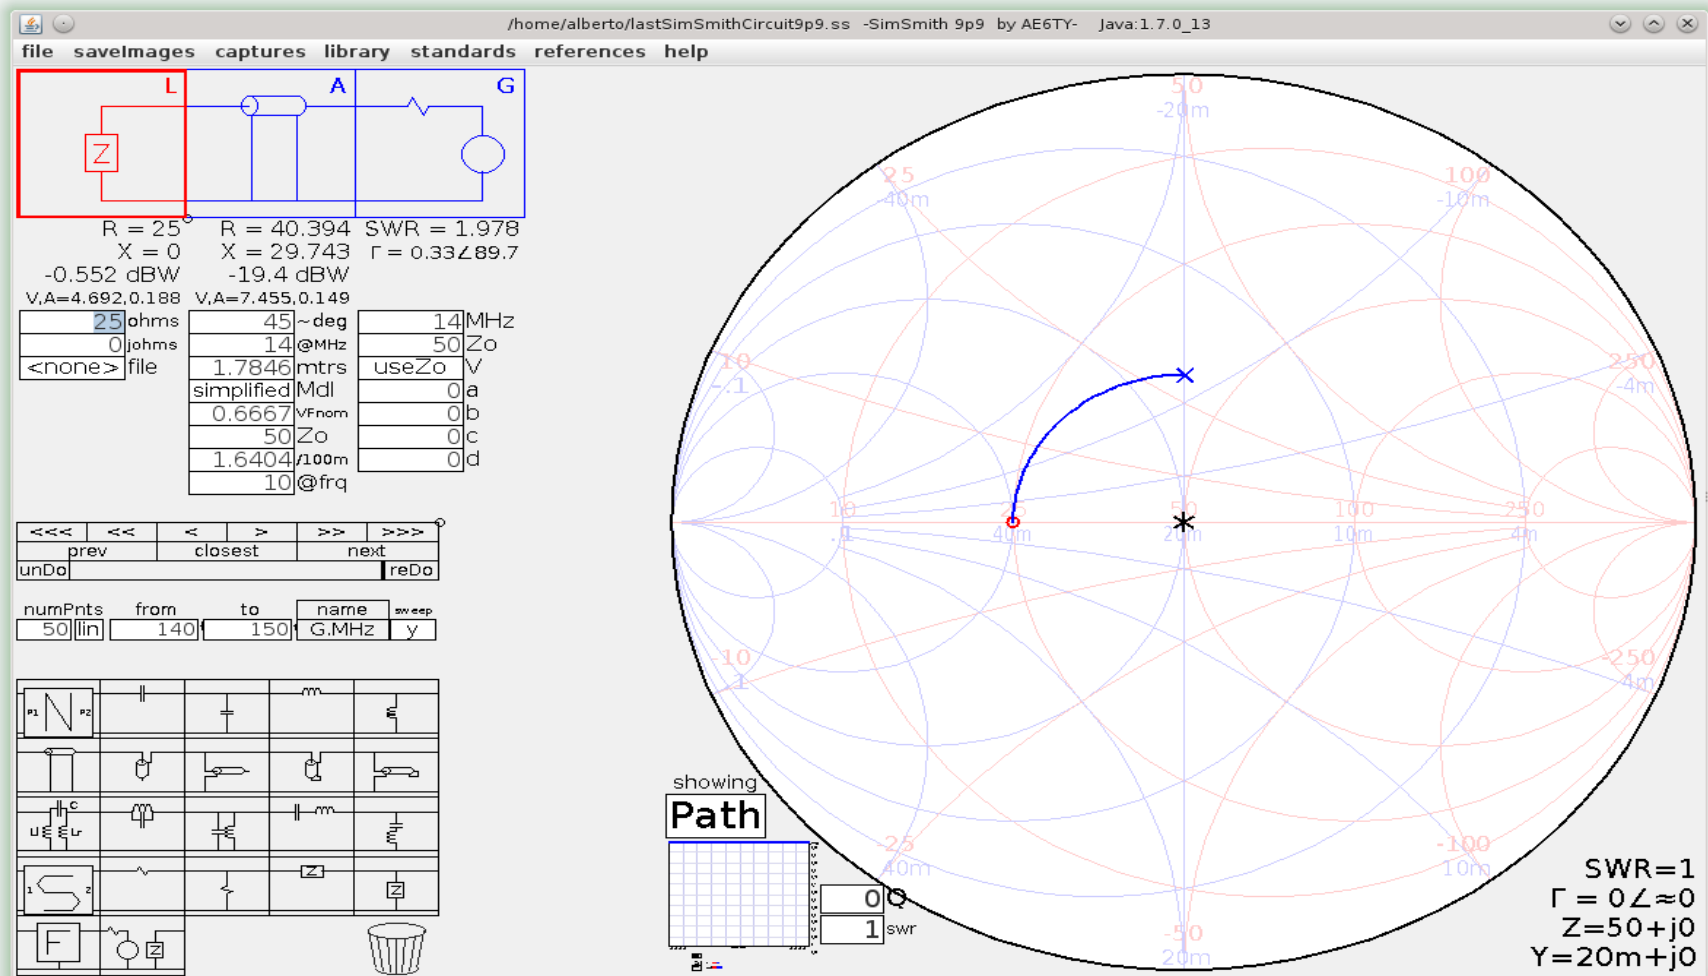 /home/alberto/lastSimSmithCircuit9p9.ss -SimSmith 9p9 by AE6TY- Java:1.7.0_13
file saveImages captures library standards references help
L A G
Z
R = 25 R = 40.394 SWR = 1.978
X = 0 X = 29.743 Γ = 0.33∠89.7
-0.552 dBW -19.4 dBW
V,A=4.692,0.188 V,A=7.455,0.149
25 ohms 45 ~deg 14 MHz
0 johms 14 @MHz 50 Zo
<none> file 1.7846 mtrs useZo V
simplified Mdl 0 a
0.6667 VFnom 0 b
50 Zo 0 c
1.6404 /100m 0 d
10 @frq
<<< << < > >> >>>
prev closest next
unDo reDo
numPnts from to name sweep
50 lin 140 150 G.MHz y
P1 N P2
C
Lr
1 S 2 Z
Z
F Z
50
-20m
25 100
-40m -10m
10 250
-.1 -4m
10 25 50 100 250
.1 40m 20m 10m 4m
-10 -250
.1 4m
-25 -100
40m 10m
-50
20m
showing
Path
0 Q
1 swr
SWR=1
Γ = 0∠≈0
Z=50+j0
Y=20m+j0